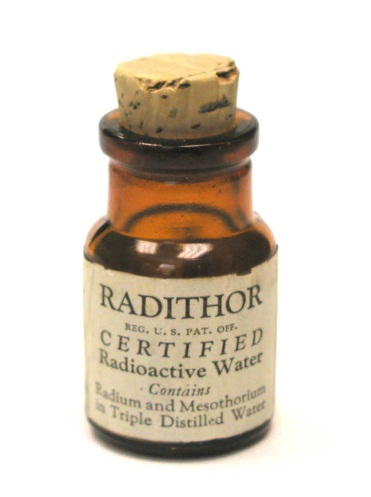 RADITHOR
REG. U. S. PAT. OFF.
CERTIFIED
Radioactive Water
Contains
Radium and Mesothorium
in Triple Distilled Water